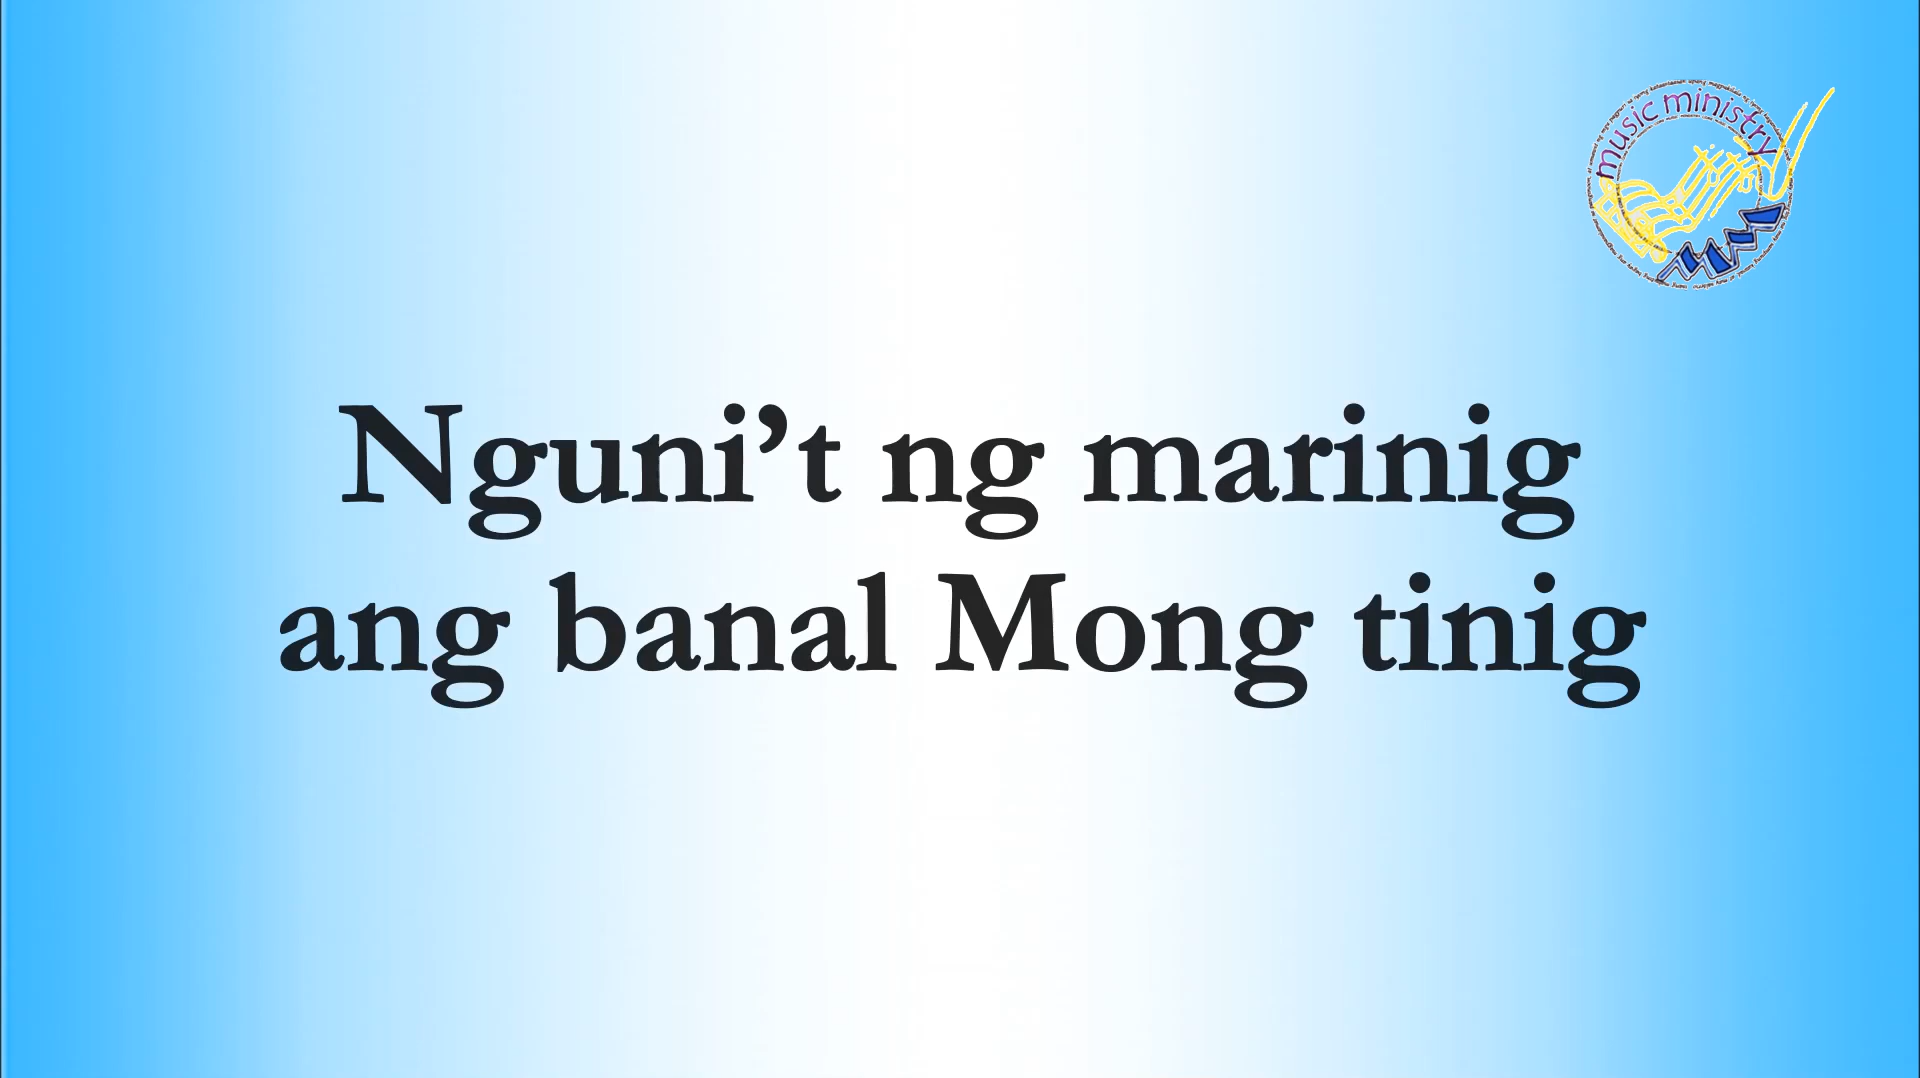 music ministry
Nguni’t ng marinig
ang banal Mong tinig